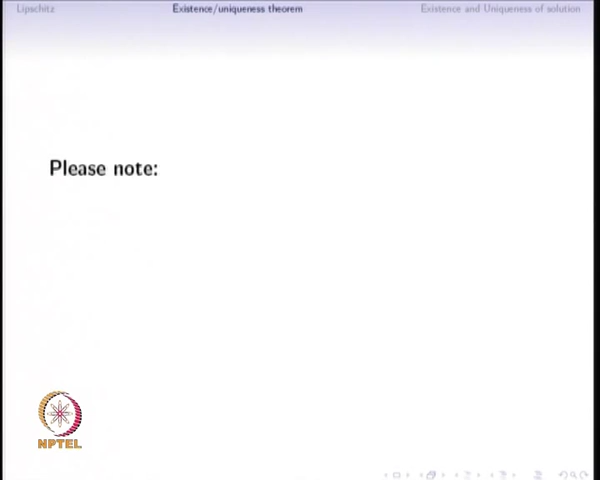 Lipschitz
Existence/uniqueness theorem
Existence and Uniqueness of solution
Please note:
NPTEL